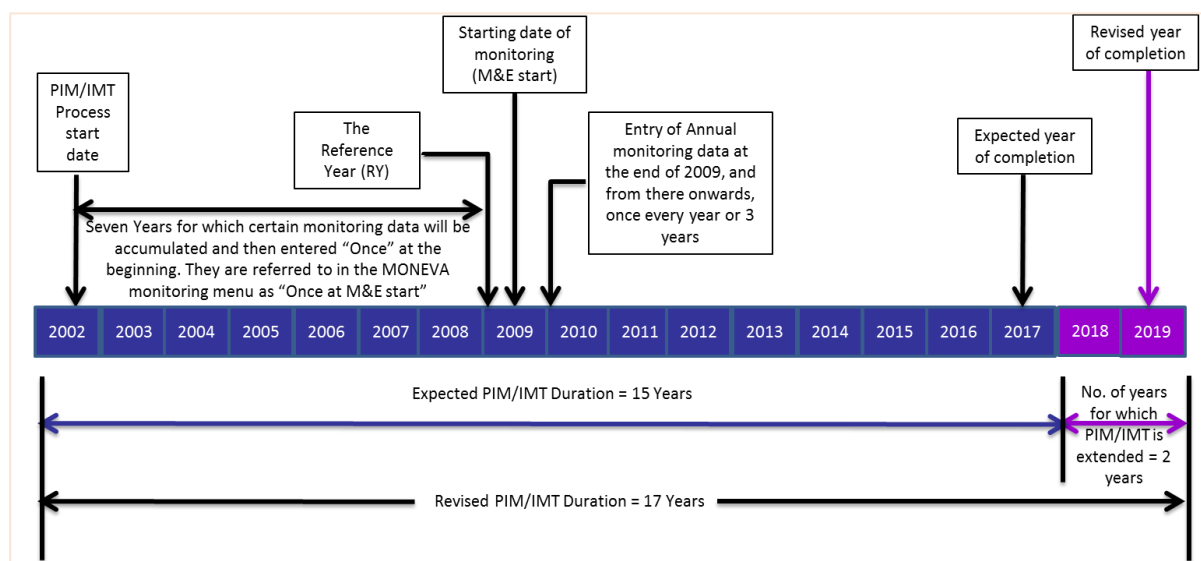 PIM/IMT
Process
start
date
The
Reference
Year (RY)
Starting date of
monitoring
(M&E start)
Entry of Annual
monitoring data at
the end of 2009, and
from there onwards,
once every year or 3
years
Expected year
of completion
Revised year
of completion
Seven Years for which certain monitoring data will be
accumulated and then entered “Once” at the
beginning. They are referred to in the MONEVA
monitoring menu as “Once at M&E start”
2002 2003 2004 2005 2006 2007 2008 2009 2010 2011 2012 2013 2014 2015 2016 2017 2018 2019
Expected PIM/IMT Duration = 15 Years
No. of years
for which
PIM/IMT is
extended = 2
years
Revised PIM/IMT Duration = 17 Years